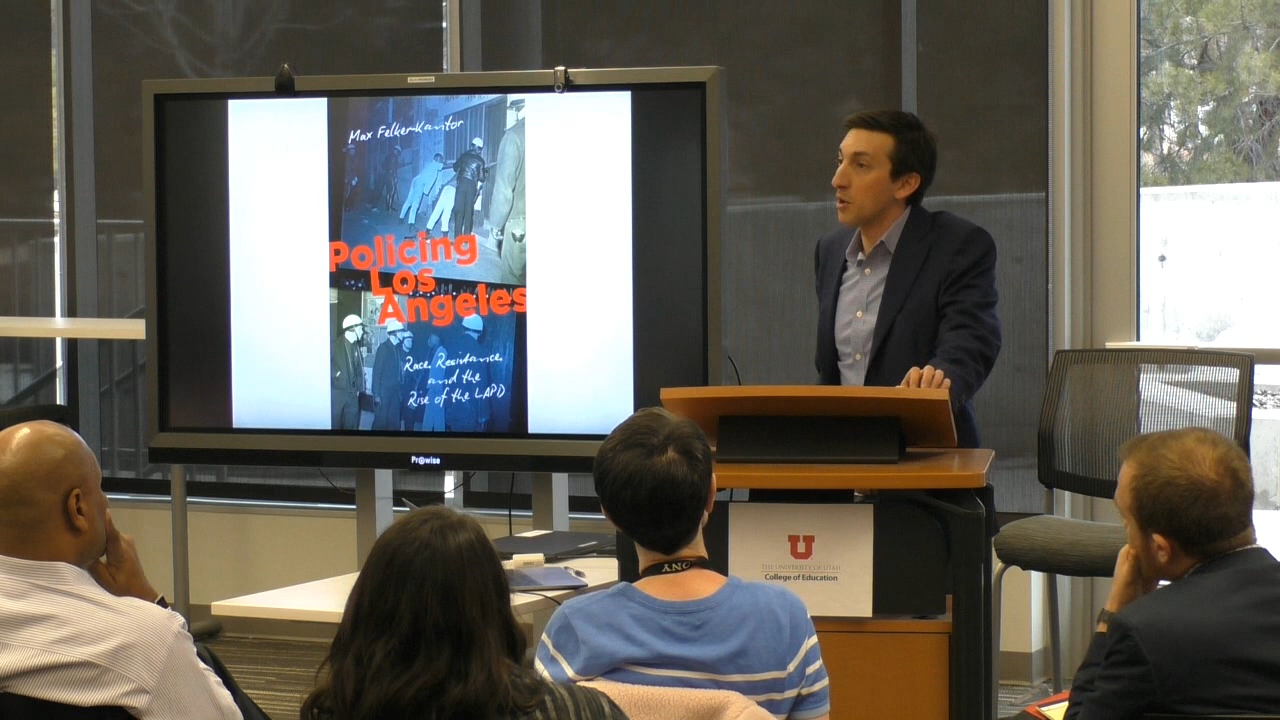 Max Felker-Kantor
Policing
Los
Angeles
Race, Resistance,
and the
Rise of the LAPD
Prowise
U
THE UNIVERSITY OF UTAH
College of Education
NY